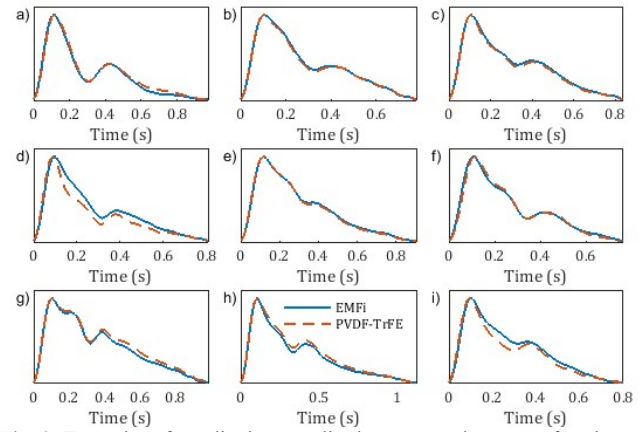 a) b) c)
0 0.2 0.4 0.6 0.8 0 0.2 0.4 0.6 0 0.2 0.4 0.6 0.8
Time (s) Time (s) Time (s)
d) e) f)
0 0.2 0.4 0.6 0.8 0 0.2 0.4 0.6 0.8 0 0.2 0.4 0.6
Time (s) Time (s) Time (s)
g) h) i)
EMFi
PVDF-TrFE
0 0.2 0.4 0.6 0.8 0 0.5 1 0 0.2 0.4 0.6 0.8
Time (s) Time (s) Time (s)